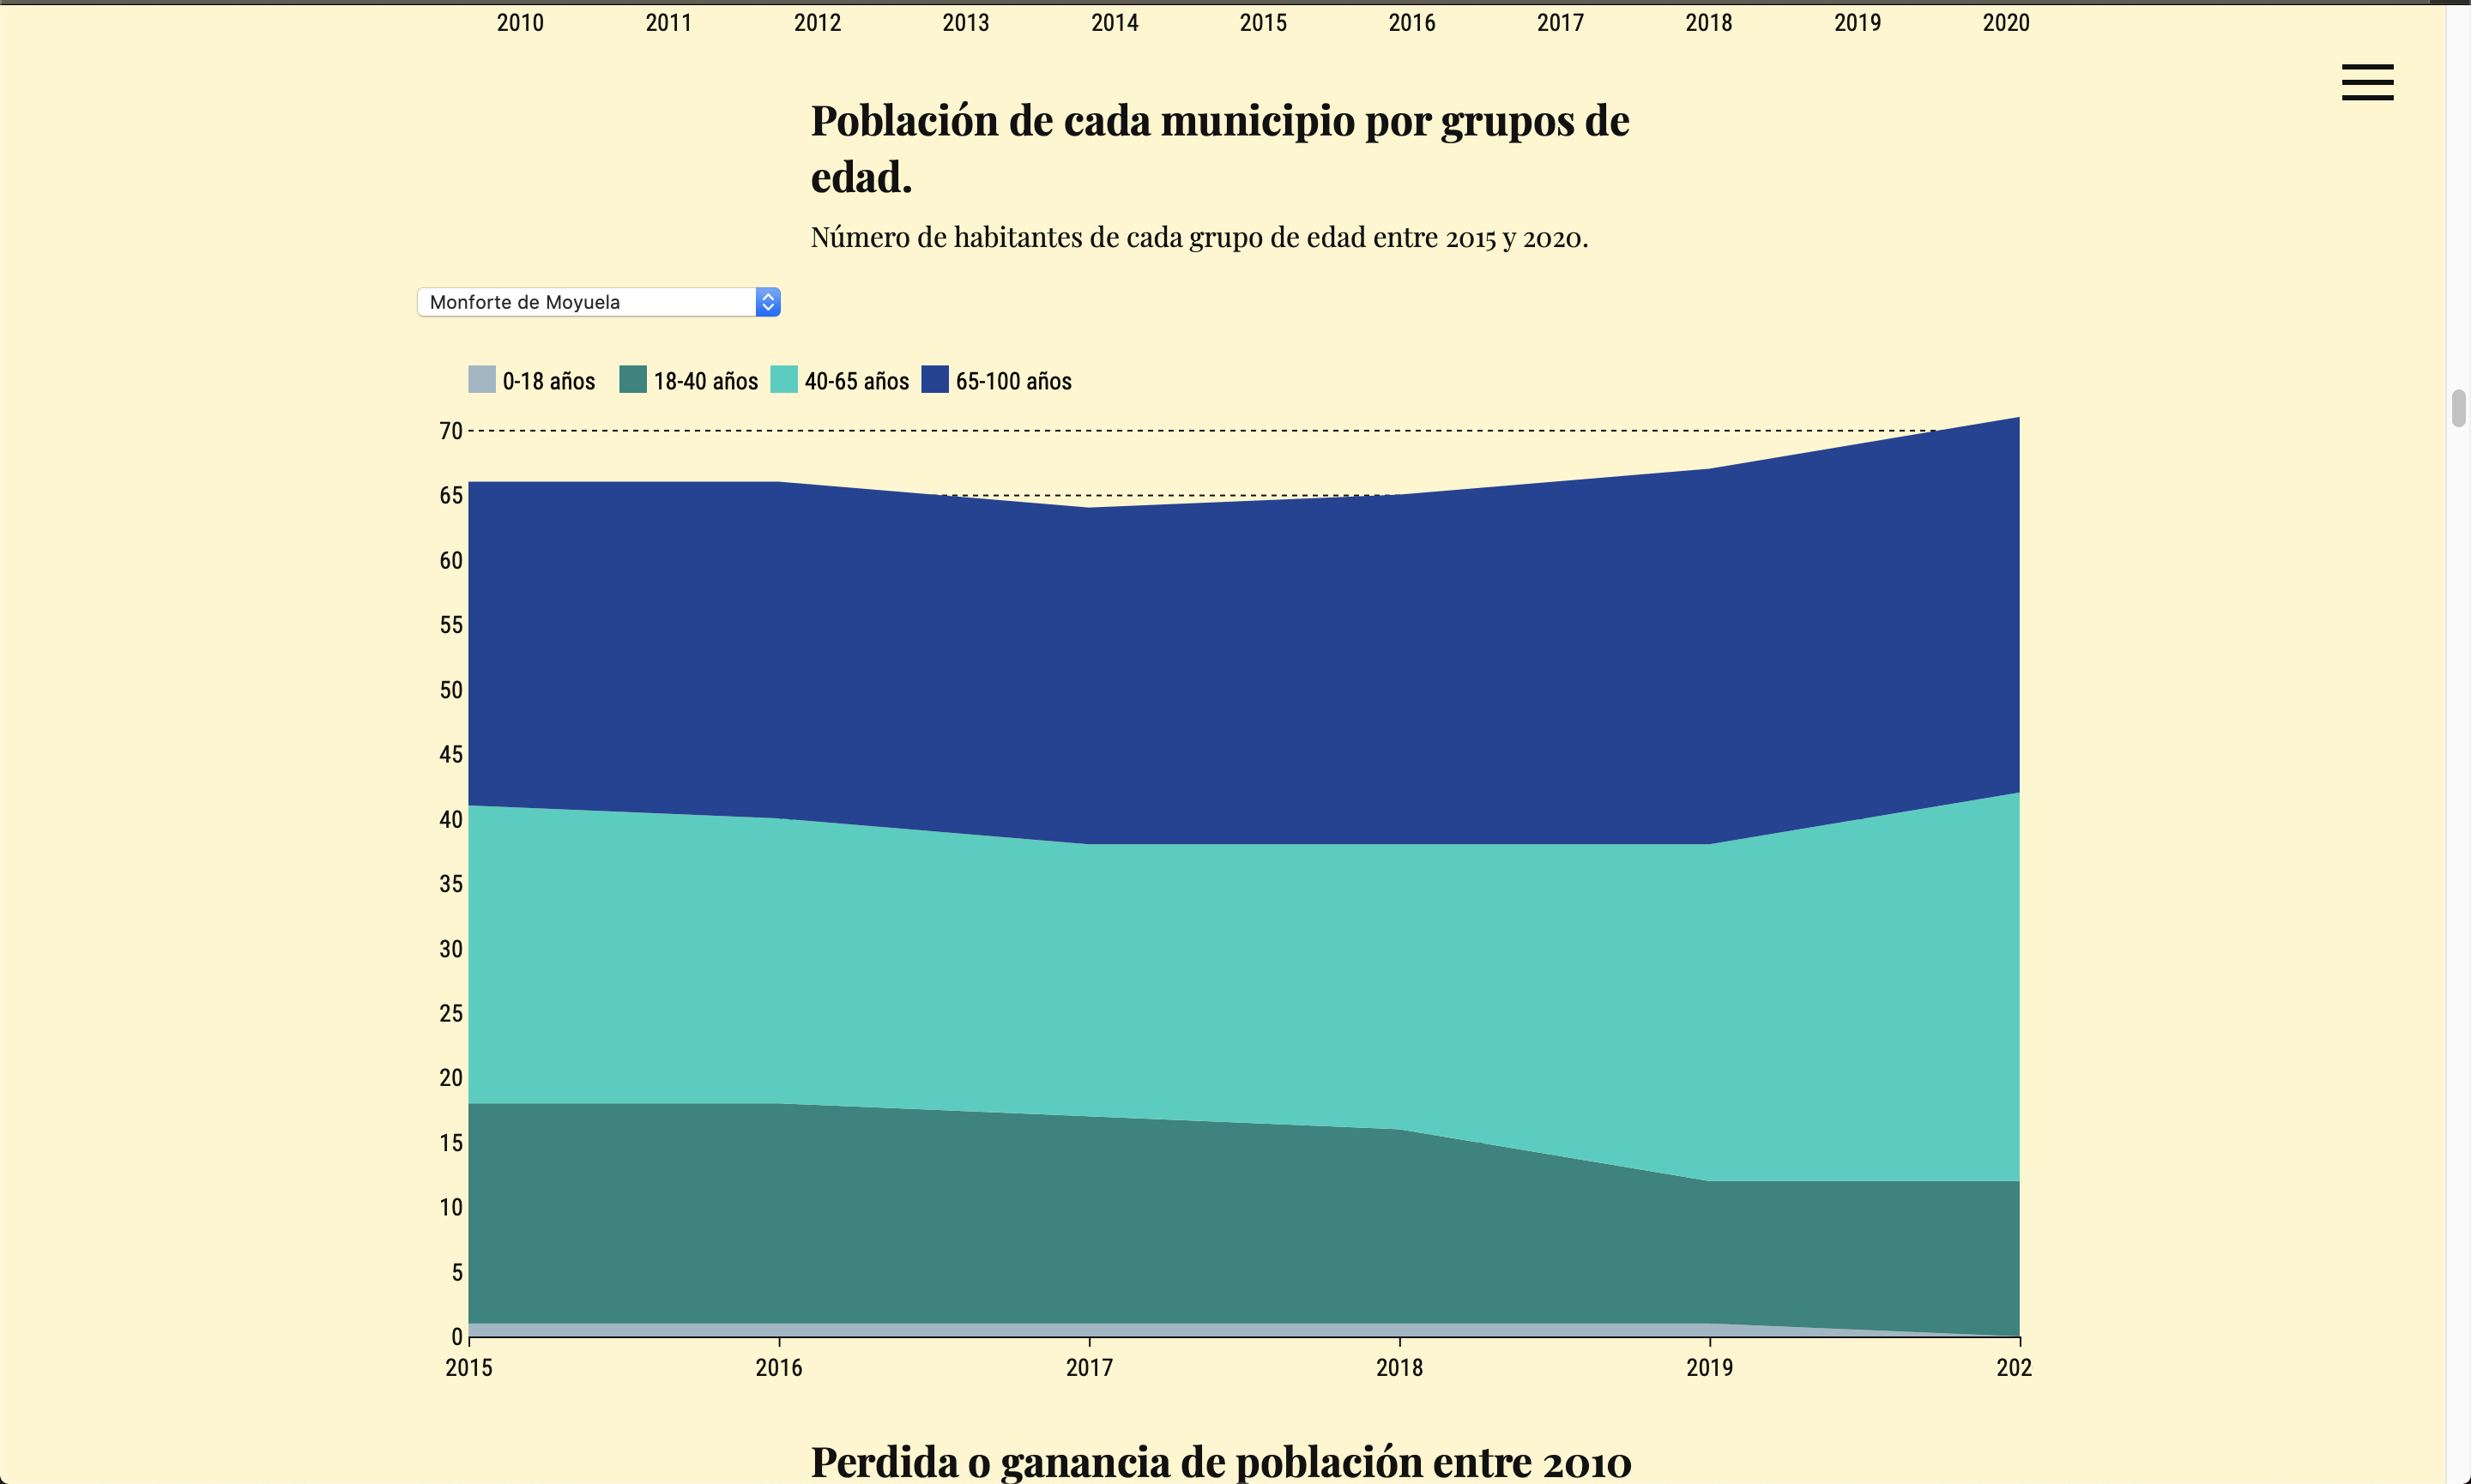 2010 2011 2012 2013 2014 2015 2016 2017 2018 2019 2020
Población de cada municipio por grupos de
edad.
Número de habitantes de cada grupo de edad entre 2015 y 2020.
Monforte de Moyuela
0-18 años 18-40 años 40-65 años 65-100 años
70
65
60
55
50
45
40
35
30
25
20
15
10
5
0
2015 2016 2017 2018 2019 202
Perdida o ganancia de población entre 2010